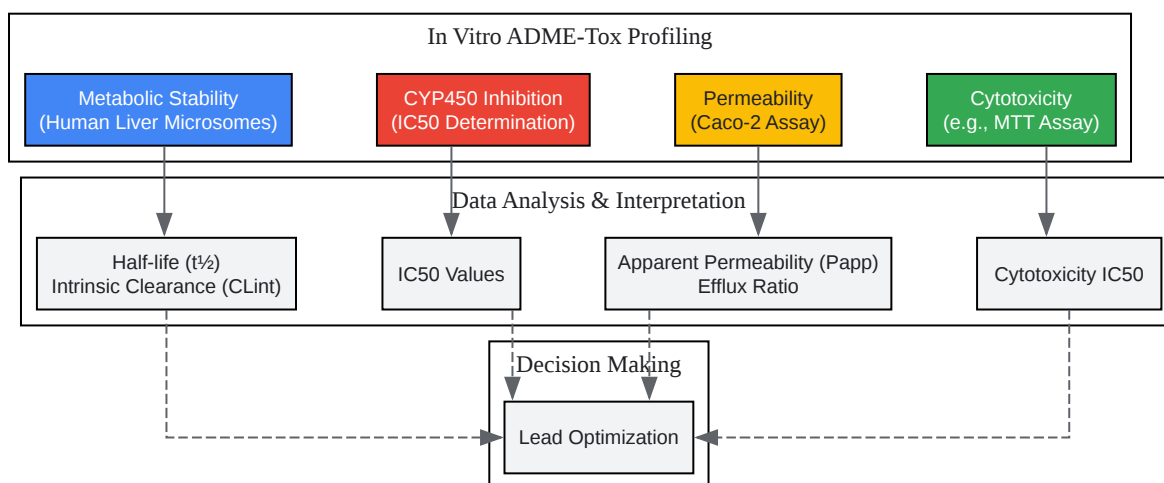 In Vitro ADME-Tox Profiling
Metabolic Stability
(Human Liver Microsomes)
CYP450 Inhibition
(IC50 Determination)
Permeability
(Caco-2 Assay)
Cytotoxicity
(e.g., MTT Assay)
Data Analysis & Interpretation
Half-life (t½)
Intrinsic Clearance (CLint)
IC50 Values
Apparent Permeability (Papp)
Efflux Ratio
Cytotoxicity IC50
Decision Making
Lead Optimization